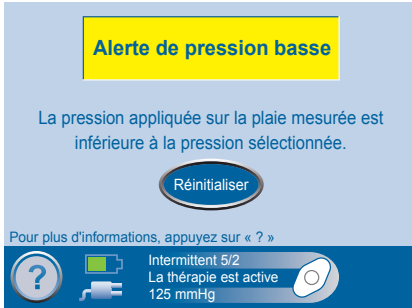 Alerte de pression basse
La pression appliquée sur la plaie mesurée est
inférieure à la pression sélectionnée.
Réinitialiser
Pour plus d'informations, appuyez sur « ? »
?
Intermittent 5/2
La thérapie est active
125 mmHg